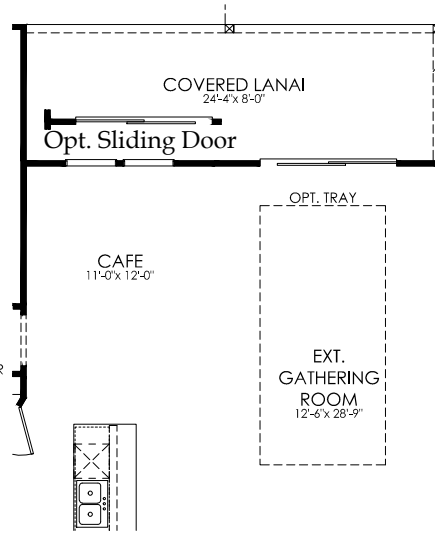 COVERED LANAI
24'-4"x 8'-0"
Opt. Sliding Door
OPT. TRAY
CAFE
11'-0"x 12'-0"
EXT.
GATHERING
ROOM
12'-6"x 28'-9"
R